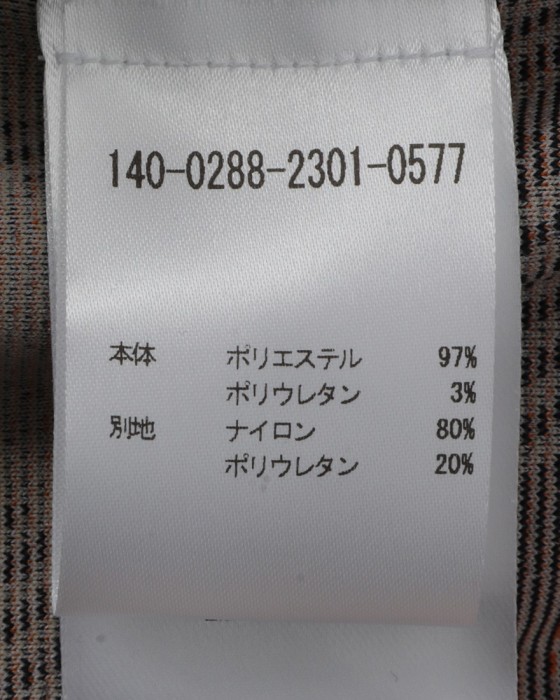 140-0288-2301-0577
本体 ポリエステル 97%
ポリウレタン 3%
別地 ナイロン 80%
ポリウレタン 20%